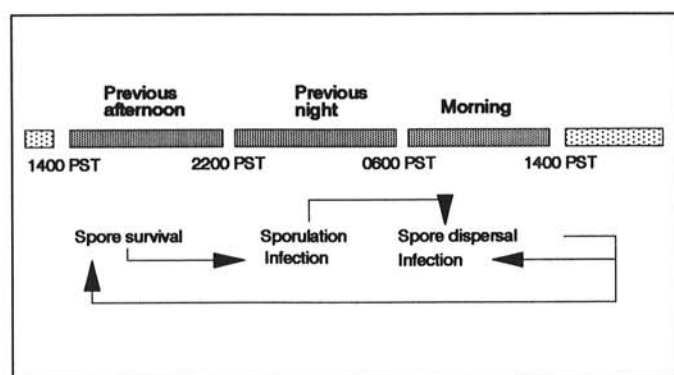 Previous
afternoon
Previous
night
Morning
1400 PST
2200 PST
0600 PST
1400 PST
Spore survival
Sporulation
Infection
Spore dispersal
Infection